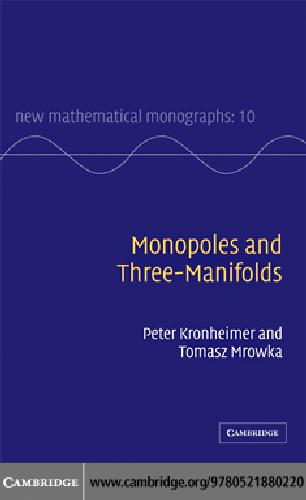 new mathematical monographs: 10
Monopoles and
Three-Manifolds
Peter Kronheimer and
Tomasz Mrowka
CAMBRIDGE
CAMBRIDGE www.cambridge.org/9780521880220